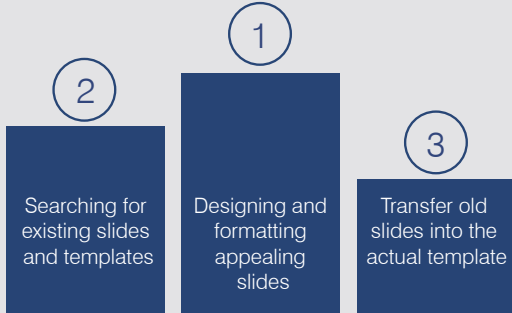 1
2
3
Searching for
existing slides
and templates
Designing and
formatting
appealing
slides
Transfer old
slides into the
actual template